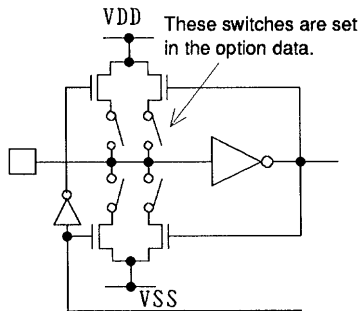 VDD
These switches are set
in the option data.
VSS